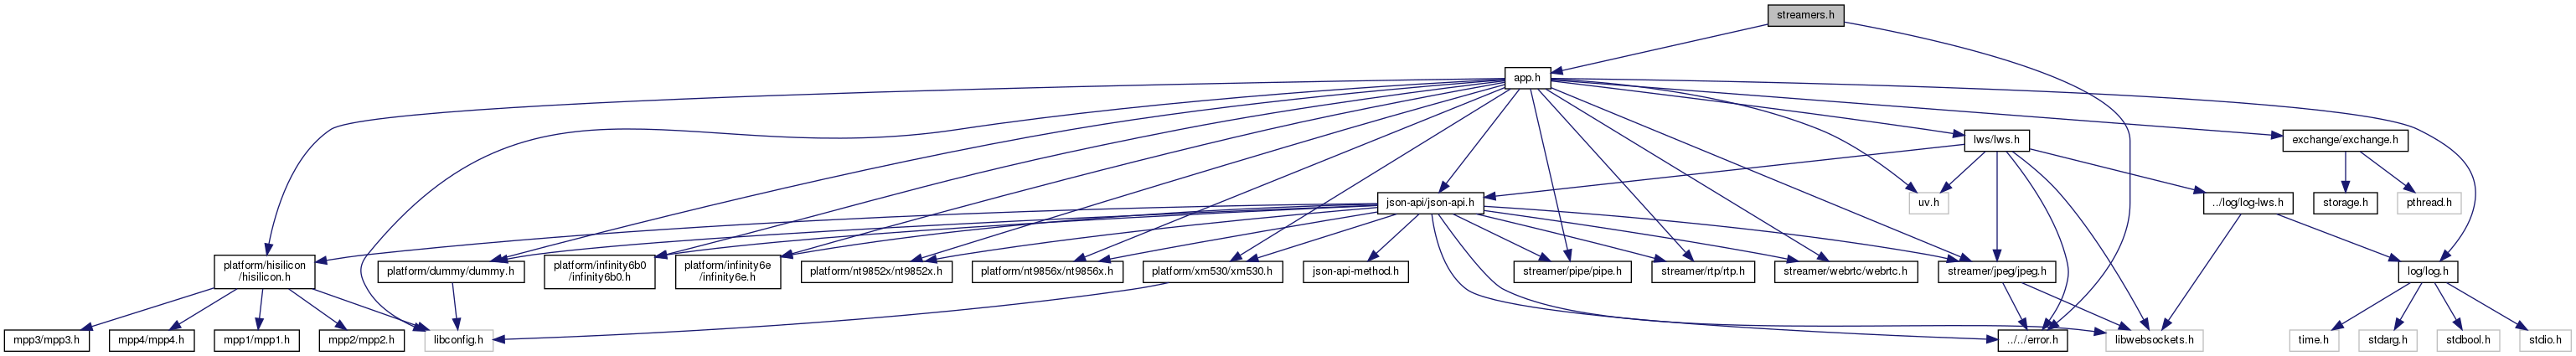 streamers.h
app.h
lws/lws.h
exchange/exchange.h
json-api/json-api.h
uv.h
../log/log-lws.h
storage.h
pthread.h
platform/hisilicon
/hisilicon.h
platform/dummy/dummy.h
platform/infinity6b0
/infinity6b0.h
platform/infinity6e
/infinity6e.h
platform/nt9852x/nt9852x.h
platform/nt9856x/nt9856x.h
platform/xm530/xm530.h
json-api-method.h
streamer/pipe/pipe.h
streamer/rtp/rtp.h
streamer/webrtc/webrtc.h
streamer/jpeg/jpeg.h
log/log.h
mpp3/mpp3.h
mpp4/mpp4.h
mpp1/mpp1.h
mpp2/mpp2.h
libconfig.h
../../error.h
libwebsockets.h
time.h
stdarg.h
stdbool.h
stdio.h